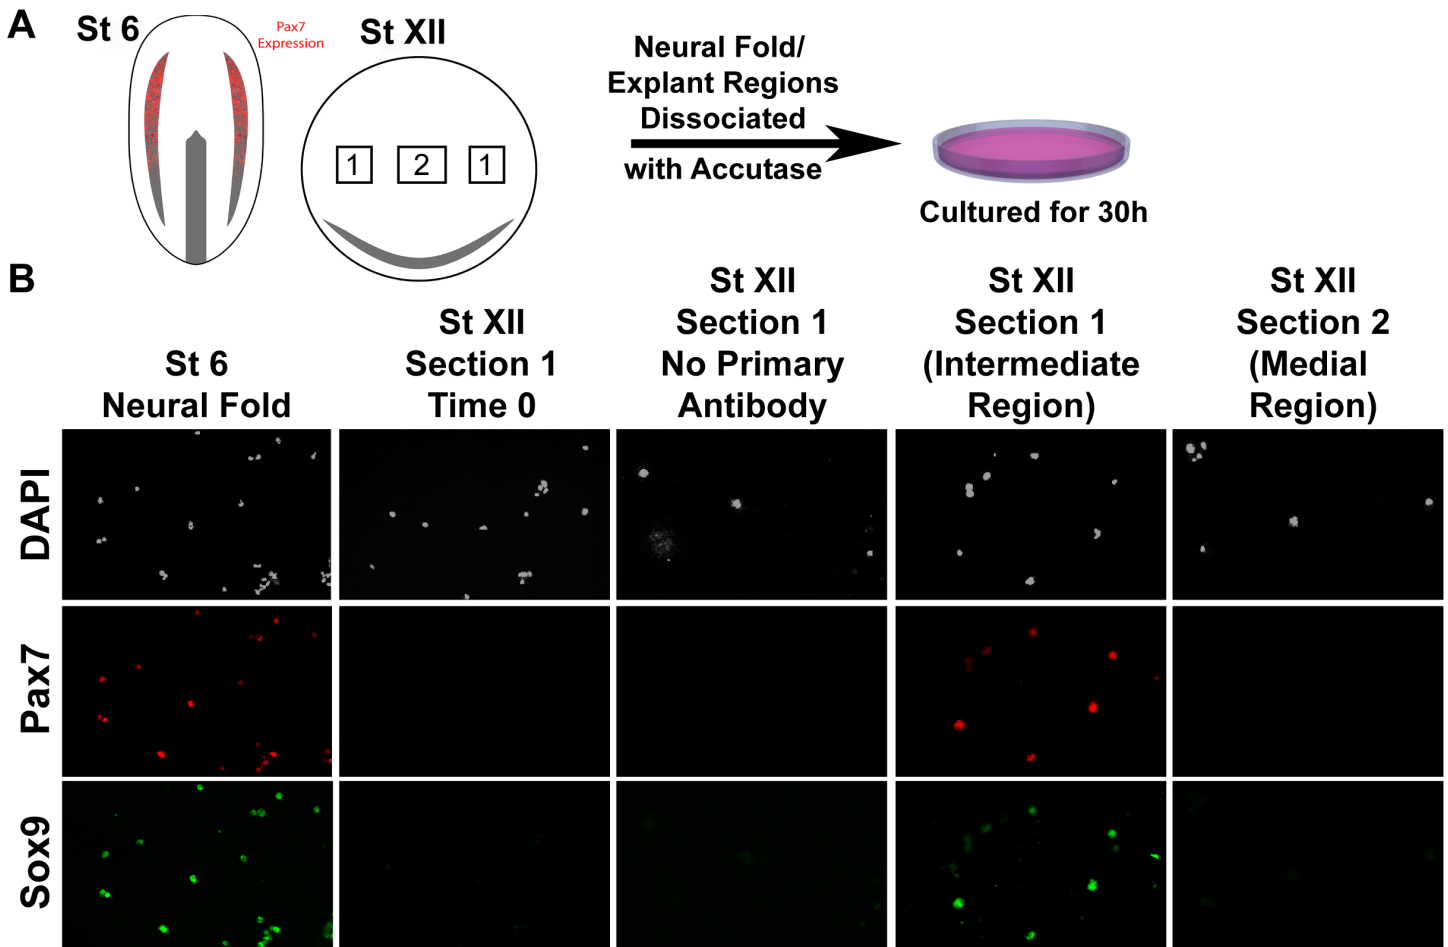 A
St 6
Pax7
Expression
St XII
1
2
1
Neural Fold/
Explant Regions
Dissociated
with Accutase
Cultured for 30h
B
St 6
Neural Fold
St XII
Section 1
Time 0
St XII
Section 1
No Primary
Antibody
St XII
Section 1
(Intermediate
Region)
St XII
Section 2
(Medial
Region)
DAPI
Pax7
Sox9